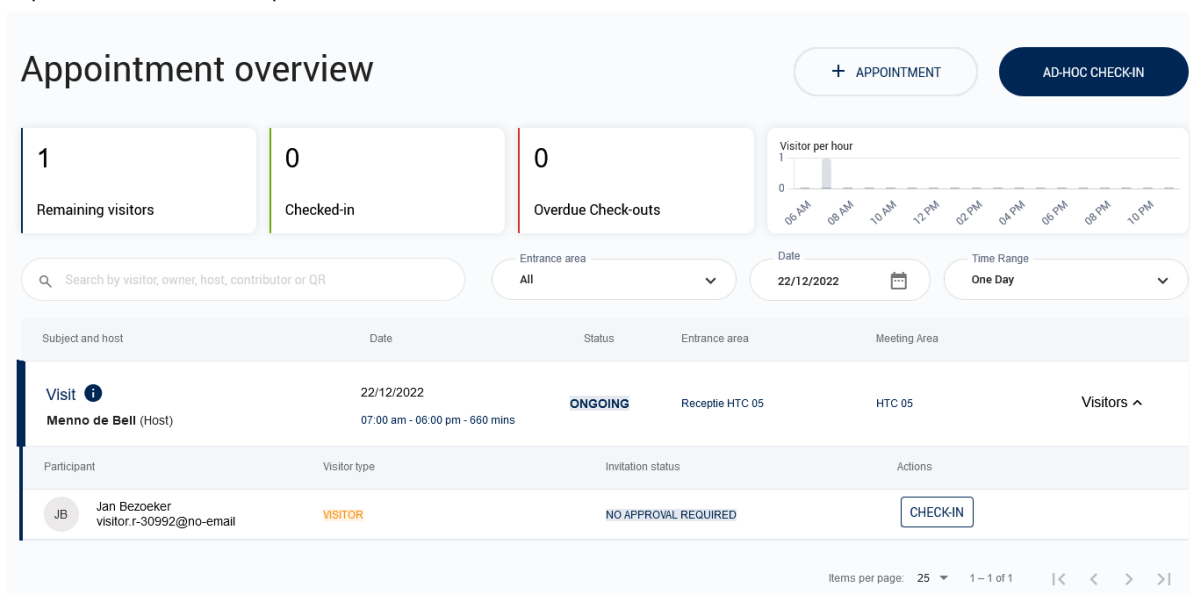 Appointment overview
+ APPOINTMENT
AD-HOC CHECK-IN
1
Remaining visitors
0
Checked-in
0
Overdue Check-outs
Visitor per hour
1
0
06 AM 08 AM 10 AM 12 PM 02 PM 04 PM 06 PM 08 PM 10 PM
Search by visitor, owner, host, contributor or QR
Entrance area
All
Date
22/12/2022
Time Range
One Day
Subject and host Date Status Entrance area Meeting Area
Visit
Menno de Bell (Host)
22/12/2022
07:00 am - 06:00 pm - 660 mins
ONGOING
Receptie HTC 05
HTC 05
Visitors
Participant Visitor type Invitation status Actions
JB
Jan Bezoeker
visitor.r-30992@no-email
VISITOR
NO APPROVAL REQUIRED
CHECK-IN
Items per page: 25 1 – 1 of 1